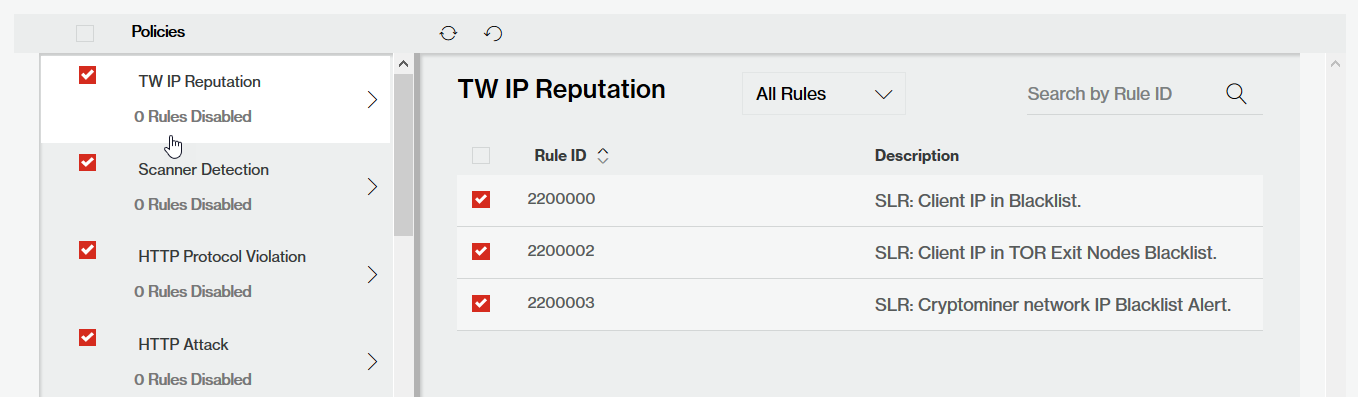 Policies
TW IP Reputation
0 Rules Disabled
Scanner Detection
0 Rules Disabled
HTTP Protocol Violation
0 Rules Disabled
HTTP Attack
0 Rules Disabled
TW IP Reputation
All Rules
Search by Rule ID
Rule ID Description
2200000 SLR: Client IP in Blacklist.
2200002 SLR: Client IP in TOR Exit Nodes Blacklist.
2200003 SLR: Cryptominer network IP Blacklist Alert.